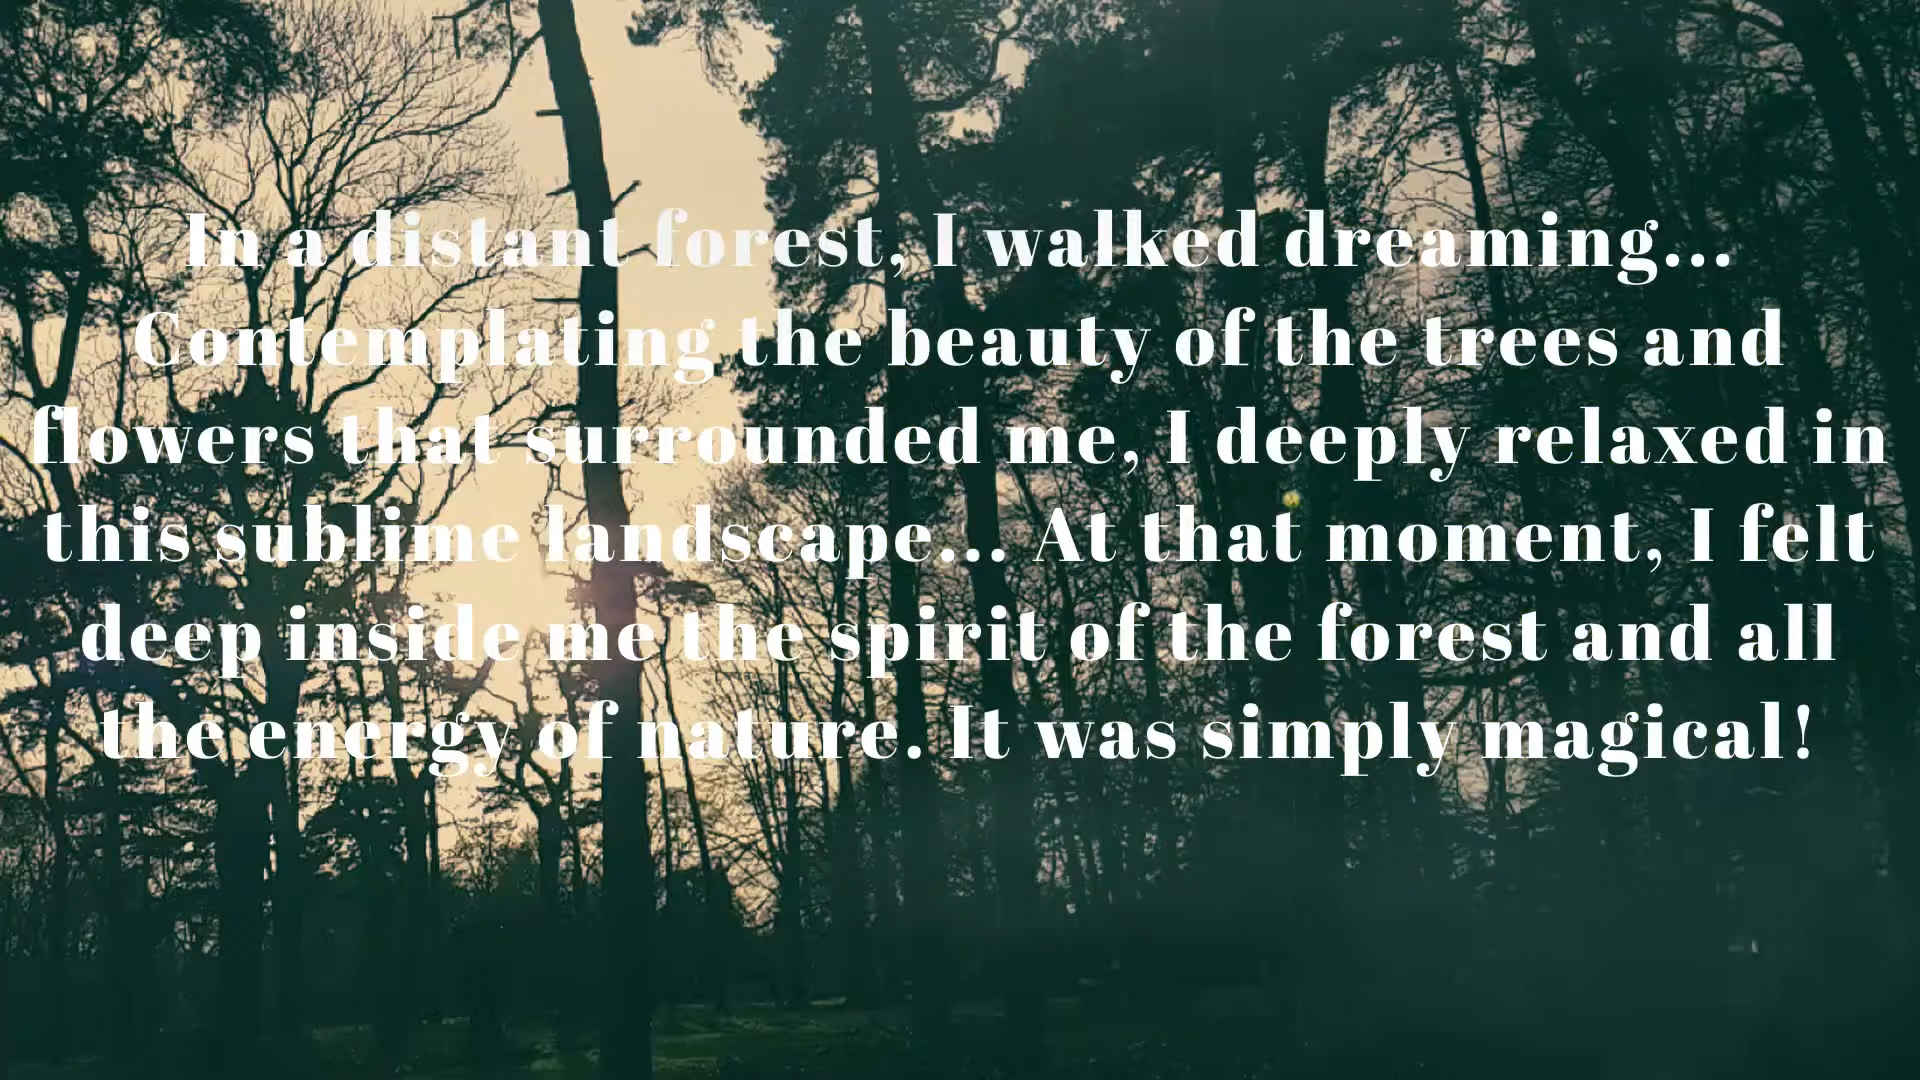 In a distant forest, I walked dreaming...
Contemplating the beauty of the trees and
flowers that surrounded me, I deeply relaxed in
this sublime landscape... At that moment, I felt
deep inside me the spirit of the forest and all
the energy of nature. It was simply magical!